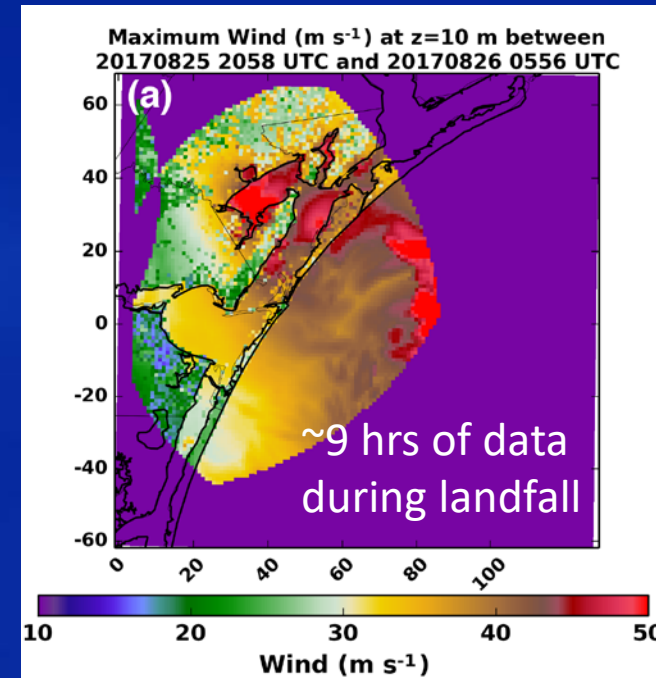 Maximum Wind (m s-1) at z=10 m between
20170825 2058 UTC and 20170826 0556 UTC
(a)
60
40
20
0
-20
-40
-60
~9 hrs of data
during landfall
0 20 40 60 80 100
10 20 30 40 50
Wind (m s-1)